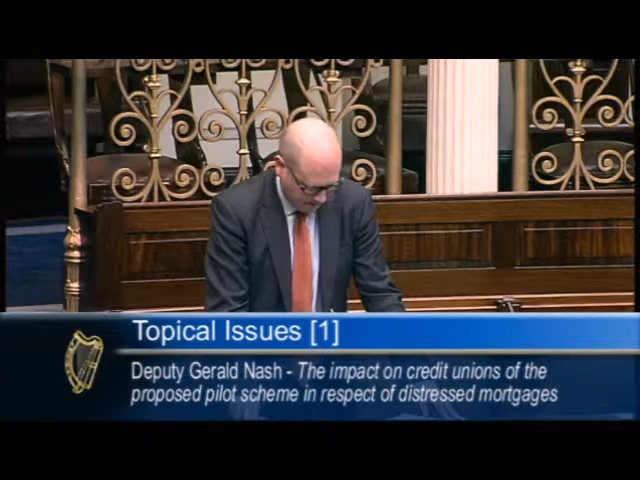 Topical Issues [1]
Deputy Gerald Nash - The impact on credit unions of the
proposed pilot scheme in respect of distressed mortgages